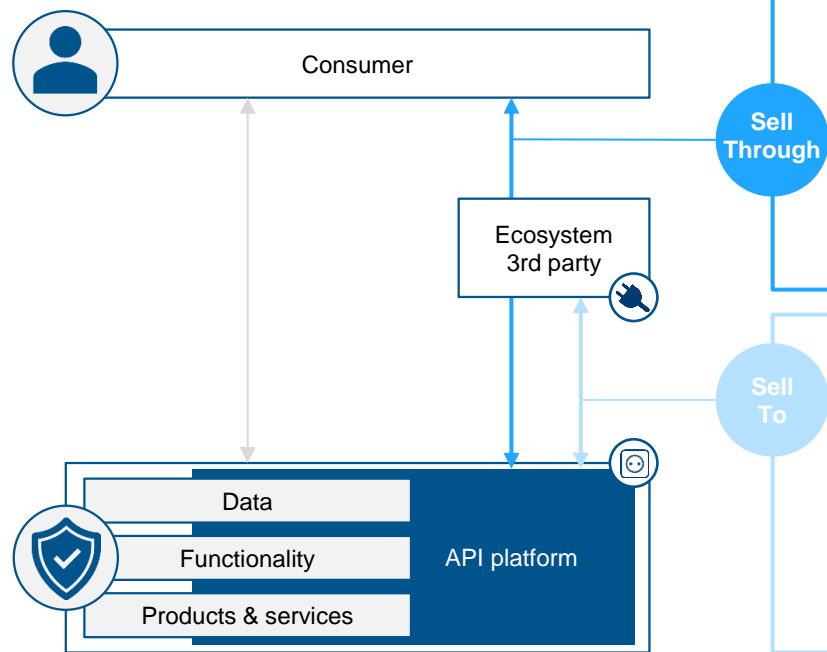 Consumer
Sell
Through
Ecosystem
3rd party
Sell
To
Data
Functionality
API platform
Products & services